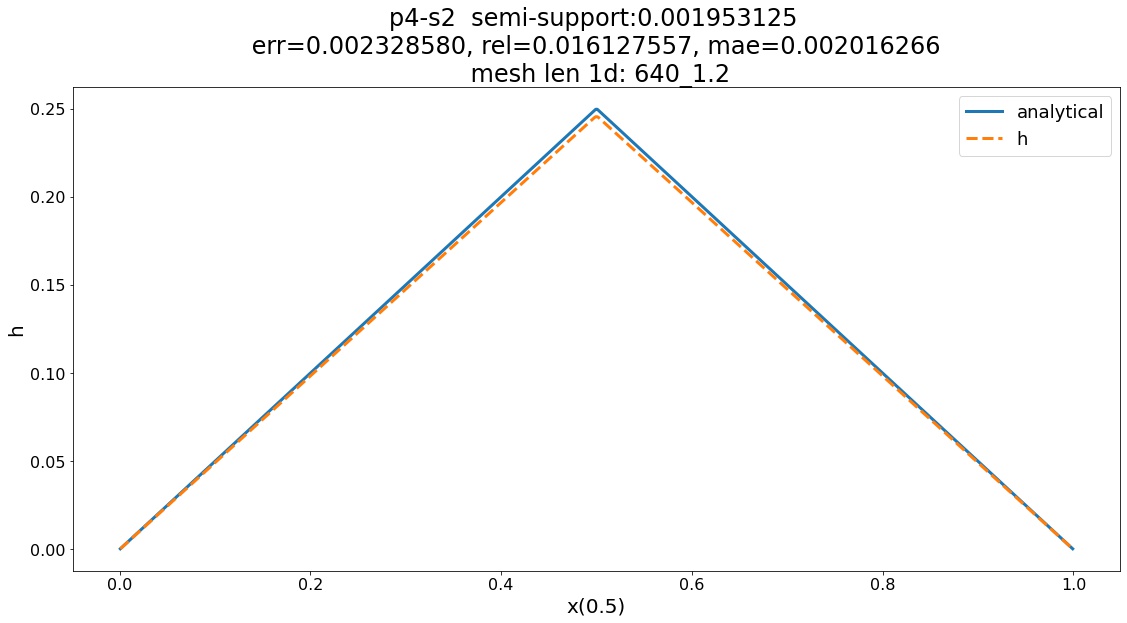 p4-s2  semi-support:0.001953125
err=0.002328580, rel=0.016127557, mae=0.002016266
mesh len 1d: 640_1.2
analytical
h
0.25
0.20
0.15
0.10
0.05
0.00
h
0.0
0.2
0.4
0.6
0.8
1.0
x(0.5)